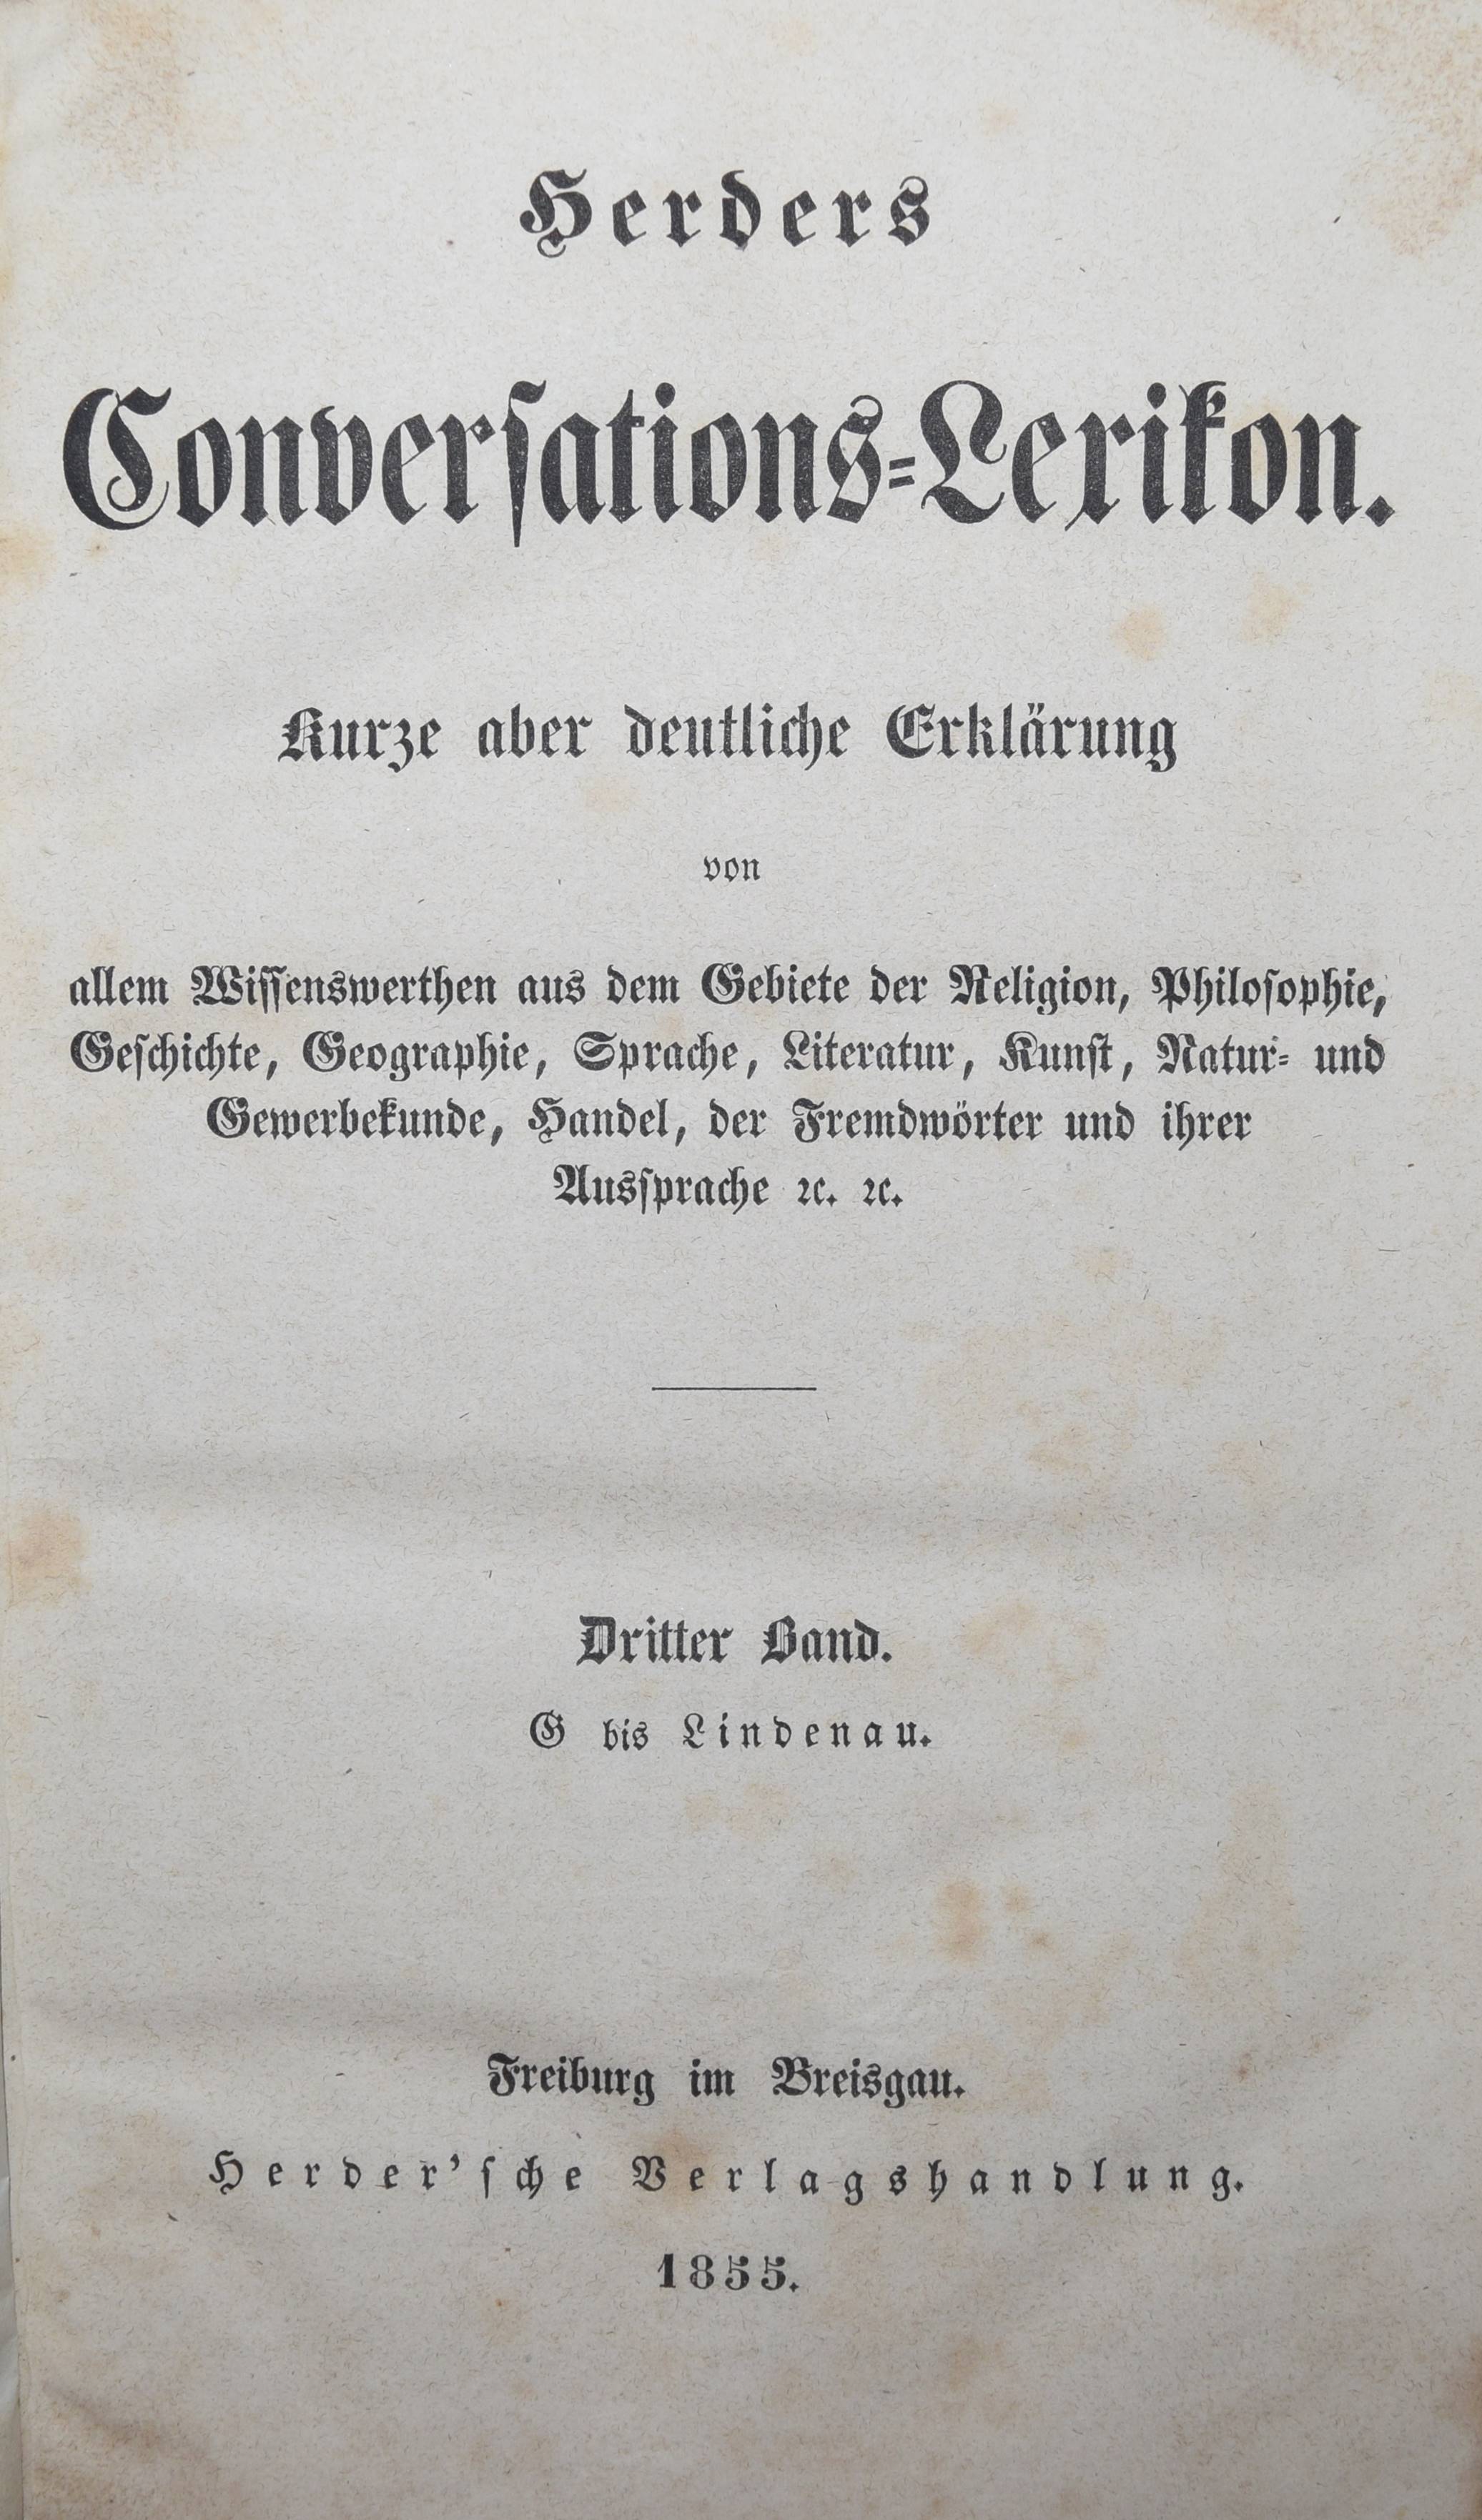 Herders
Converſations=Lexikon.
Kurze aber deutliche Erklärung
von
allem Wiſſenswerthen aus dem Gebiete der Religion, Philoſophie,
Geſchichte, Geographie, Sprache, Literatur, Kunſt, Natur= und
Gewerbekunde, Handel, der Fremdwörter und ihrer
Ausſprache ꝛc. ꝛc.
Dritter Band.
G bis Lindenau.
Freiburg im Breisgau.
Herder'ſche Verlagshandlung.
1855.